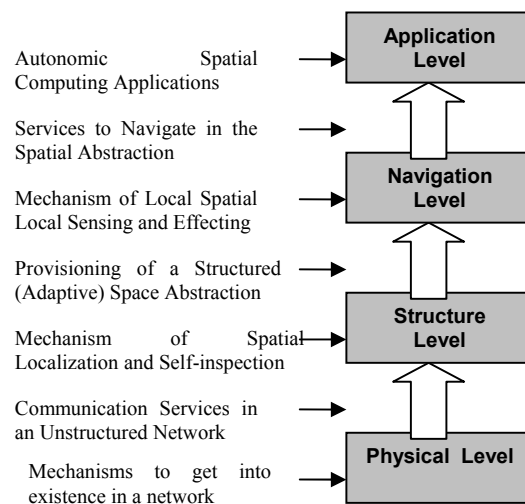 Application
Level
Autonomic Spatial
Computing Applications
Services to Navigate in the
Spatial Abstraction
Navigation
Level
Mechanism of Local Spatial
Local Sensing and Effecting
Provisioning of a Structured
(Adaptive) Space Abstraction
Structure
Level
Mechanism of Spatial
Localization and Self-inspection
Communication Services in
an Unstructured Network
Physical Level
Mechanisms to get into
existence in a network